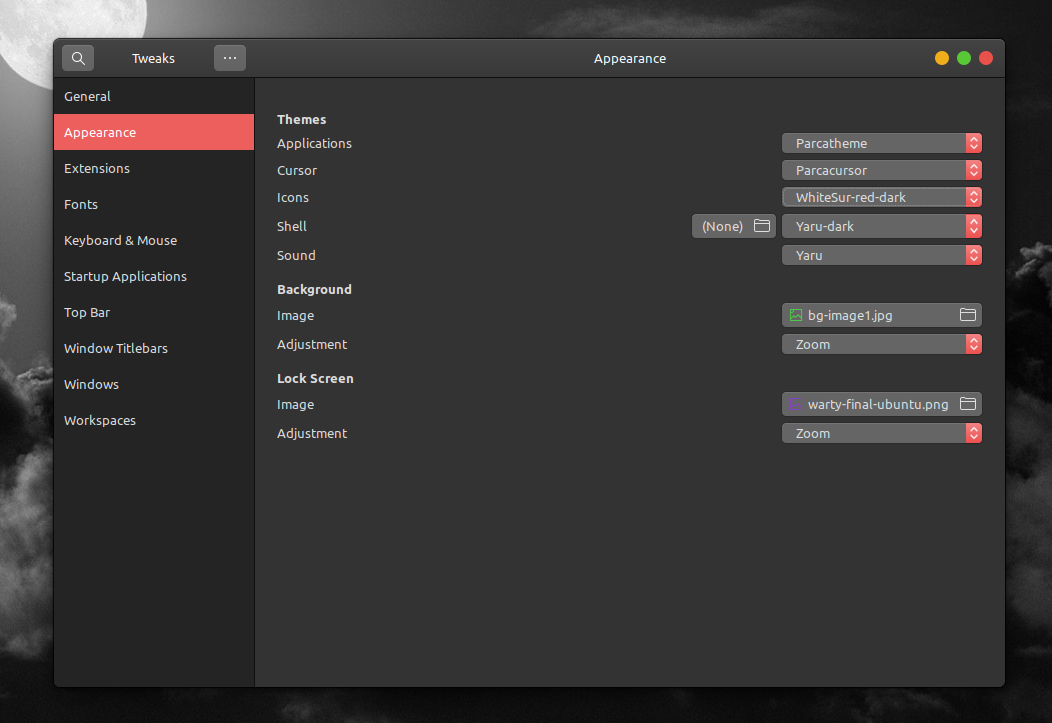 Tweaks
Appearance
General
Appearance
Extensions
Fonts
Keyboard & Mouse
Startup Applications
Top Bar
Window Titlebars
Windows
Workspaces
Themes
Applications Parcatheme
Cursor Parcacursor
Icons WhiteSur-red-dark
Shell (None) Yaru-dark
Sound Yaru
Background
Image bg-image1.jpg
Adjustment Zoom
Lock Screen
Image warty-final-ubuntu.png
Adjustment Zoom